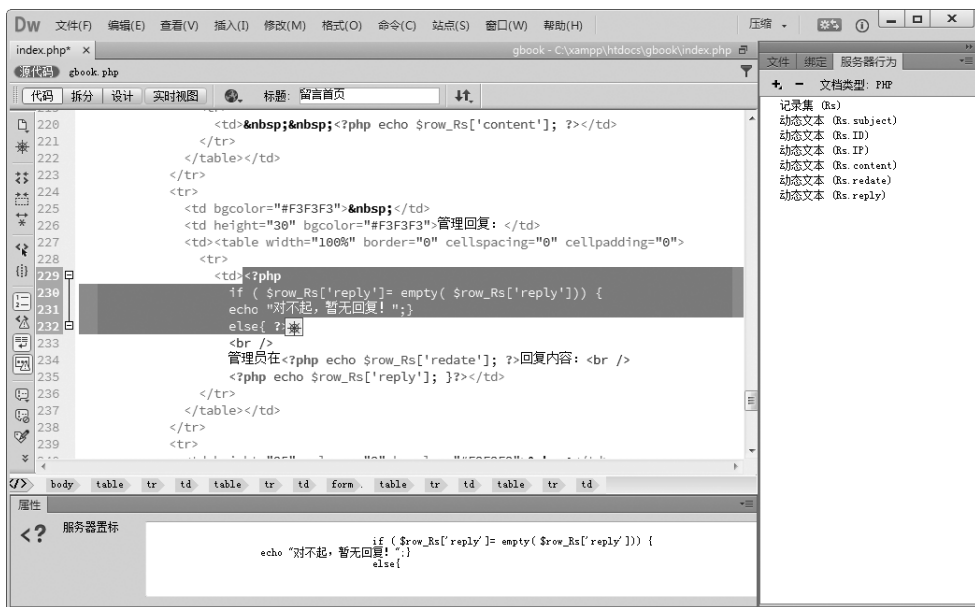 Dw 文件(F) 编辑(E) 查看(V) 插入(I) 修改(M) 格式(O) 命令(C) 站点(S) 窗口(W) 帮助(H) 压缩
index.php* × gbook - C:\xampp\htdocs\gbook\index.php
源代码 gbook.php
代码 拆分 设计 实时视图 标题: 留言首页
220 <td>&nbsp;&nbsp;<?php echo $row_Rs['content']; ?></td>
221 </tr>
222 </table></td>
223 </tr>
224 <tr>
225 <td bgcolor="#F3F3F3">&nbsp;</td>
226 <td height="30" bgcolor="#F3F3F3">管理回复:</td>
227 <td><table width="100%" border="0" cellspacing="0" cellpadding="0">
228 <tr>
229 <td><?php
230 if ( $row_Rs['reply']= empty( $row_Rs['reply'])) {
231 echo "对不起，暂无回复！";}
232 else{ ?>
233 <br />
234 管理员在<?php echo $row_Rs['redate']; ?>回复内容：<br />
235 <?php echo $row_Rs['reply']; }?></td>
236 </tr>
237 </table></td>
238 </tr>
239 <tr>
</> body table tr td table tr td form. table tr td table tr td
属性
<? 服务器置标
if ( $row_Rs['reply']= empty( $row_Rs['reply'])) {
echo "对不起，暂无回复！";}
else{
文件 绑定 服务器行为
+ - 文档类型: PHP
记录集 (Rs)
动态文本 (Rs.subject)
动态文本 (Rs.ID)
动态文本 (Rs.IP)
动态文本 (Rs.content)
动态文本 (Rs.redate)
动态文本 (Rs.reply)